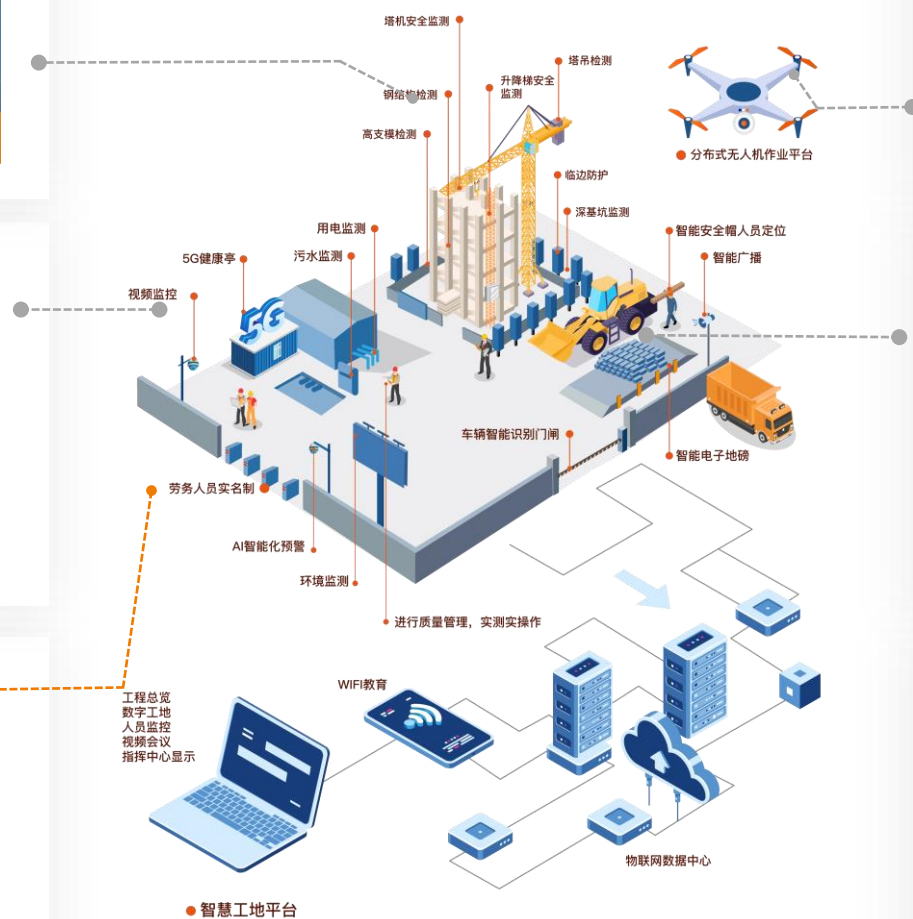 塔机安全监测
塔吊检测
升降梯安全
监测
钢结构检测
高支模检测
分布式无人机作业平台
临边防护
深基坑监测
用电监测
智能安全帽人员定位
污水监测
5G健康亭
智能广播
视频监控
5G
车辆智能识别门闸
智能电子地磅
劳务人员实名制
AI智能化预警
环境监测
进行质量管理，实测实操作
WIFI教育
工程总览
数字工地
人员监控
视频会议
指挥中心显示
物联网数据中心
智慧工地平台